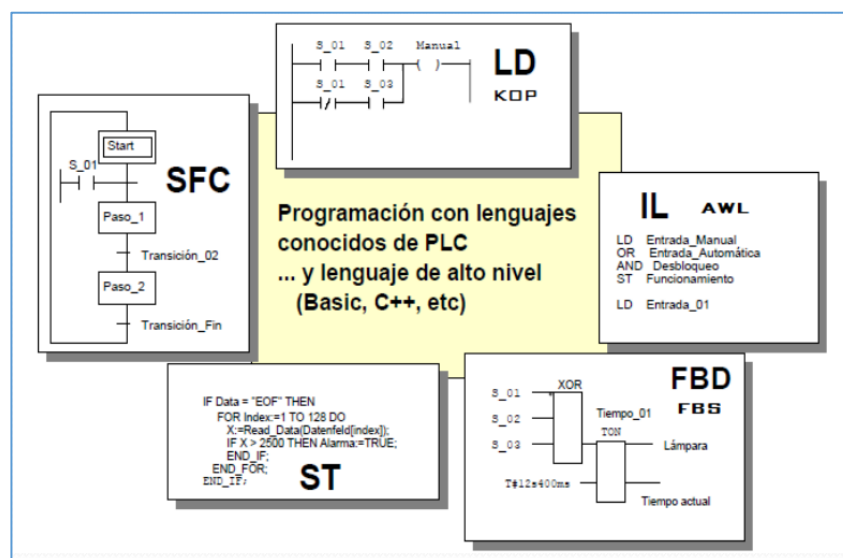 S_01 S_02 Manual
LD
KOP
S_01 S_03
Start
S_01
SFC
Paso_1
Transición_02
Paso_2
Transición_Fin
Programación con lenguajes
conocidos de PLC
... y lenguaje de alto nivel
(Basic, C++, etc)
IL AWL
LD Entrada_Manual
OR Entrada_Automática
AND Desbloqueo
ST Funcionamiento
LD Entrada_01
IF Data = "EOF" THEN
FOR Index:=1 TO 128 DO
X:=Read_Data(Datenfeld[index]);
IF X > 2500 THEN Alarma:=TRUE;
END_IF;
END_FOR;
END_IF;
ST
FBD
FBS
XOR
S_01
S_02
S_03
Tiempo_01
TON
Lámpara
T#12s400ms
Tiempo actual